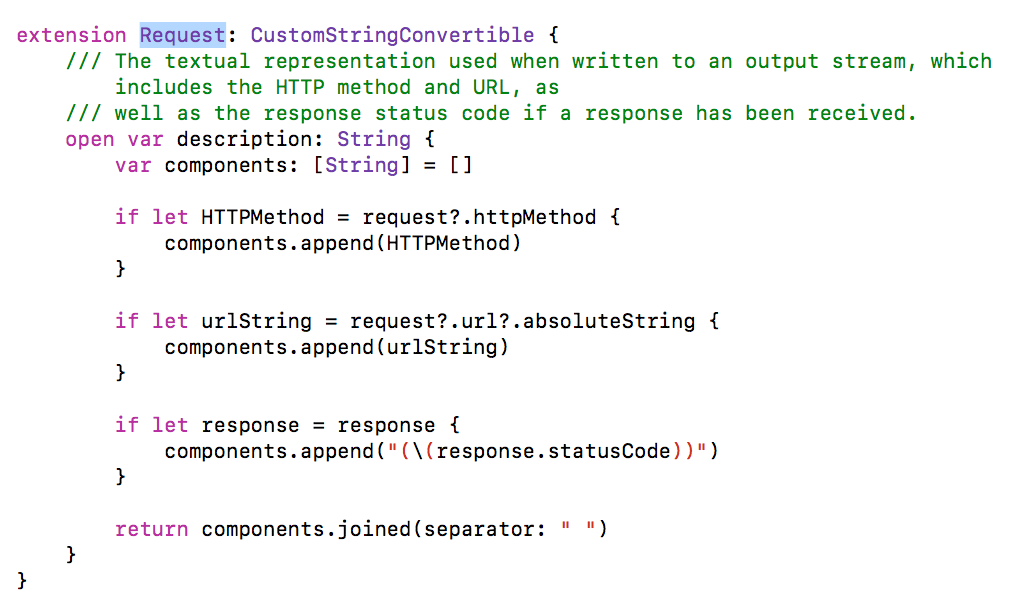 extension Request: CustomStringConvertible {
    /// The textual representation used when written to an output stream, which
        includes the HTTP method and URL, as
    /// well as the response status code if a response has been received.
    open var description: String {
        var components: [String] = []

        if let HTTPMethod = request?.httpMethod {
            components.append(HTTPMethod)
        }

        if let urlString = request?.url?.absoluteString {
            components.append(urlString)
        }

        if let response = response {
            components.append("(\(response.statusCode))")
        }

        return components.joined(separator: " ")
    }
}